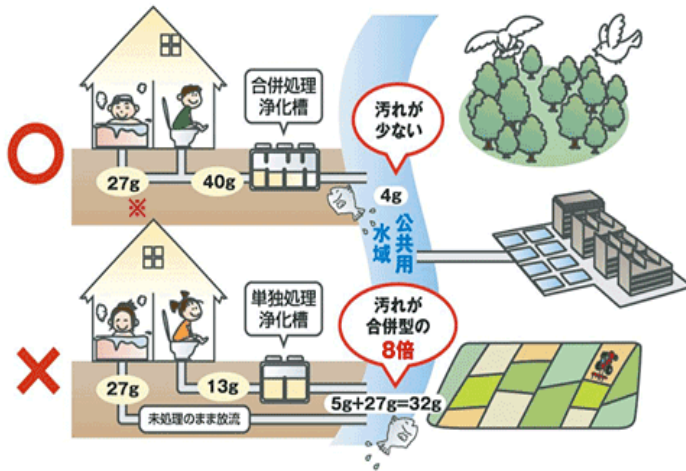 合併処理
浄化槽
汚れが
少ない
27g
40g
※
4g
公共用
水域
単独処理
浄化槽
汚れが
合併型の
8倍
27g
13g
5g+27g=32g
未処理のまま放流